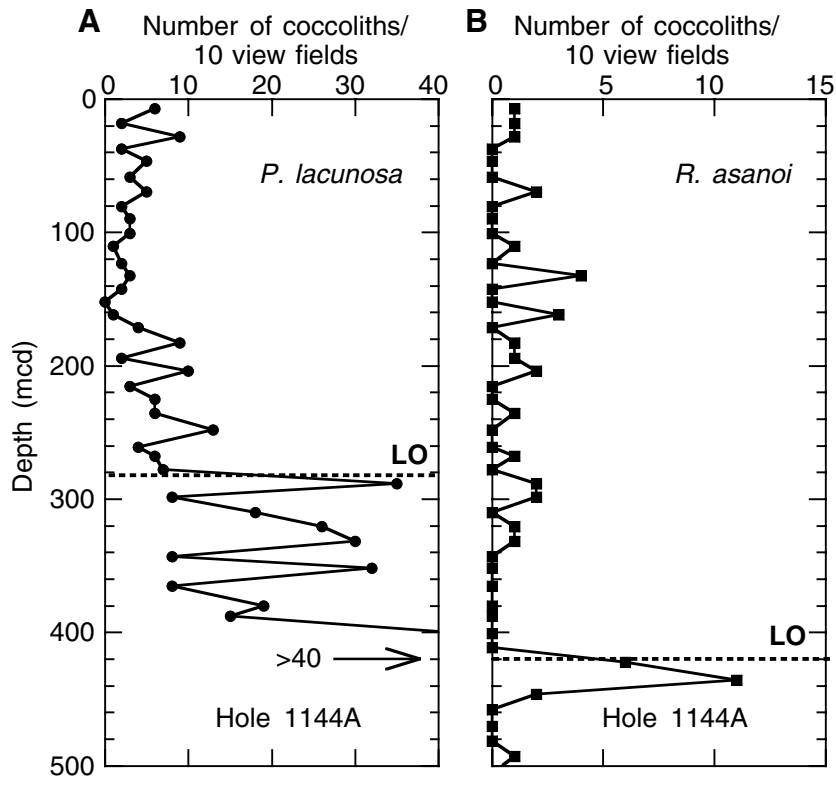 A Number of coccoliths/
10 view fields
0 10 20 30 40
B Number of coccoliths/
10 view fields
0 5 10 15
Depth (mcd)
0
100
200
300
400
500
P. lacunosa
LO
>40
Hole 1144A
R. asanoi
LO
Hole 1144A